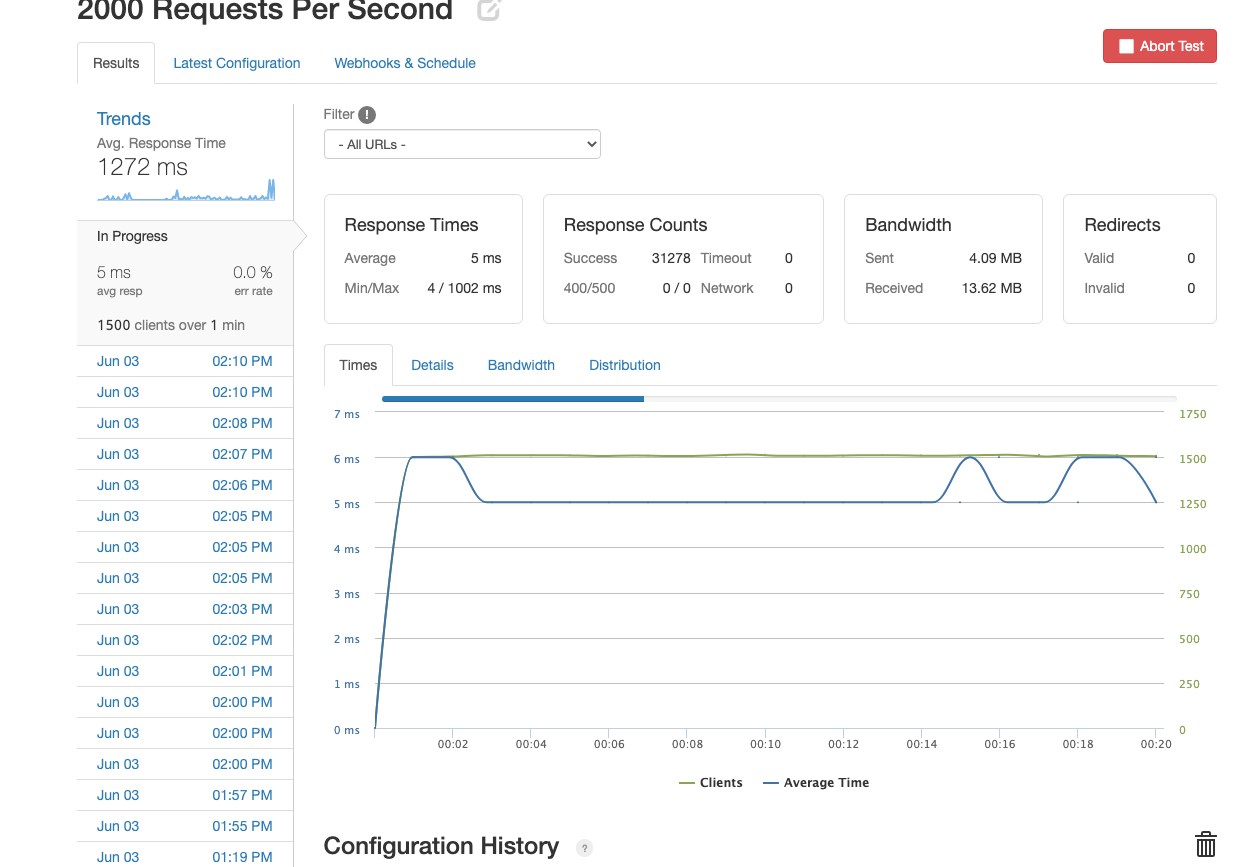 2000 Requests Per Second
Abort Test
Results Latest Configuration Webhooks & Schedule
Trends
Avg. Response Time
1272 ms
In Progress
5 ms 0.0 %
avg resp err rate
1500 clients over 1 min
Jun 03 02:10 PM
Jun 03 02:10 PM
Jun 03 02:08 PM
Jun 03 02:07 PM
Jun 03 02:06 PM
Jun 03 02:05 PM
Jun 03 02:05 PM
Jun 03 02:05 PM
Jun 03 02:03 PM
Jun 03 02:02 PM
Jun 03 02:01 PM
Jun 03 02:00 PM
Jun 03 02:00 PM
Jun 03 02:00 PM
Jun 03 01:57 PM
Jun 03 01:55 PM
Jun 03 01:19 PM
Filter !
- All URLs -
Response Times
Average 5 ms
Min/Max 4 / 1002 ms
Response Counts
Success 31278 Timeout 0
400/500 0 / 0 Network 0
Bandwidth
Sent 4.09 MB
Received 13.62 MB
Redirects
Valid 0
Invalid 0
Times Details Bandwidth Distribution
7 ms 1750
6 ms 1500
5 ms 1250
4 ms 1000
3 ms 750
2 ms 500
1 ms 250
0 ms 0
00:02 00:04 00:06 00:08 00:10 00:12 00:14 00:16 00:18 00:20
Clients Average Time
Configuration History ?